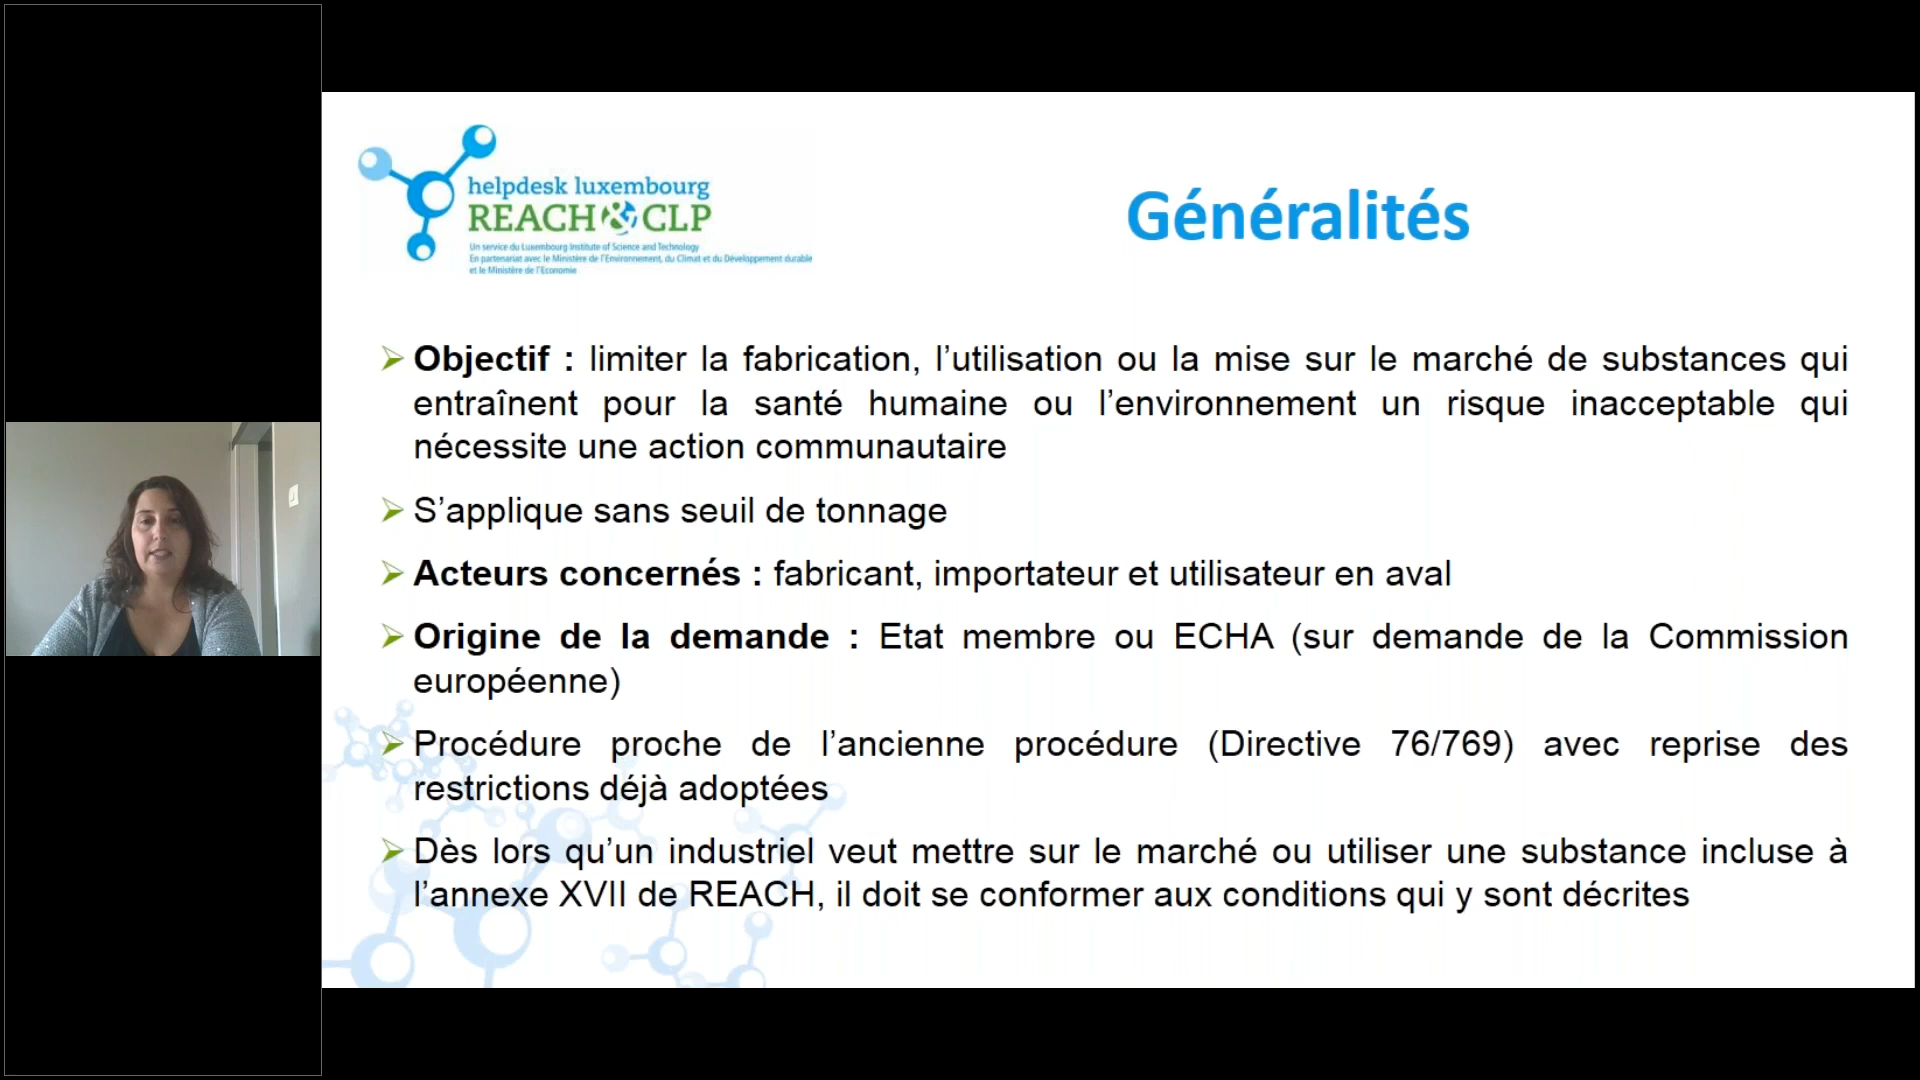 helpdesk luxembourg
REACH & CLP
Un service du Luxembourg Institute of Science and Technology
En partenariat avec le Ministère de l'Environnement, du Climat et du Développement durable
et le Ministère de l'Economie
Généralités
Objectif : limiter la fabrication, l’utilisation ou la mise sur le marché de substances qui
entraînent pour la santé humaine ou l’environnement un risque inacceptable qui
nécessite une action communautaire
S’applique sans seuil de tonnage
Acteurs concernés : fabricant, importateur et utilisateur en aval
Origine de la demande : Etat membre ou ECHA (sur demande de la Commission
européenne)
Procédure proche de l’ancienne procédure (Directive 76/769) avec reprise des
restrictions déjà adoptées
Dès lors qu’un industriel veut mettre sur le marché ou utiliser une substance incluse à
l’annexe XVII de REACH, il doit se conformer aux conditions qui y sont décrites